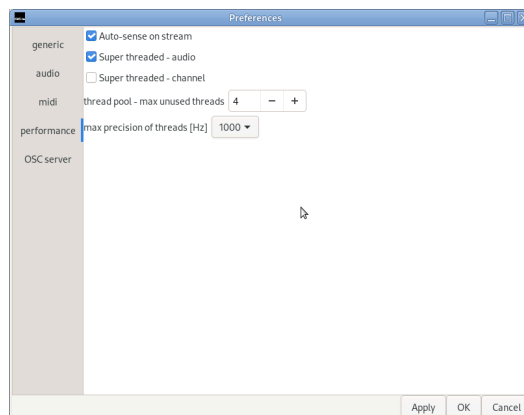 Preferences
generic
audio
midi
performance
OSC server
Auto-sense on stream
Super threaded - audio
Super threaded - channel
thread pool - max unused threads 4 − +
max precision of threads [Hz] 1000
Apply OK Cancel